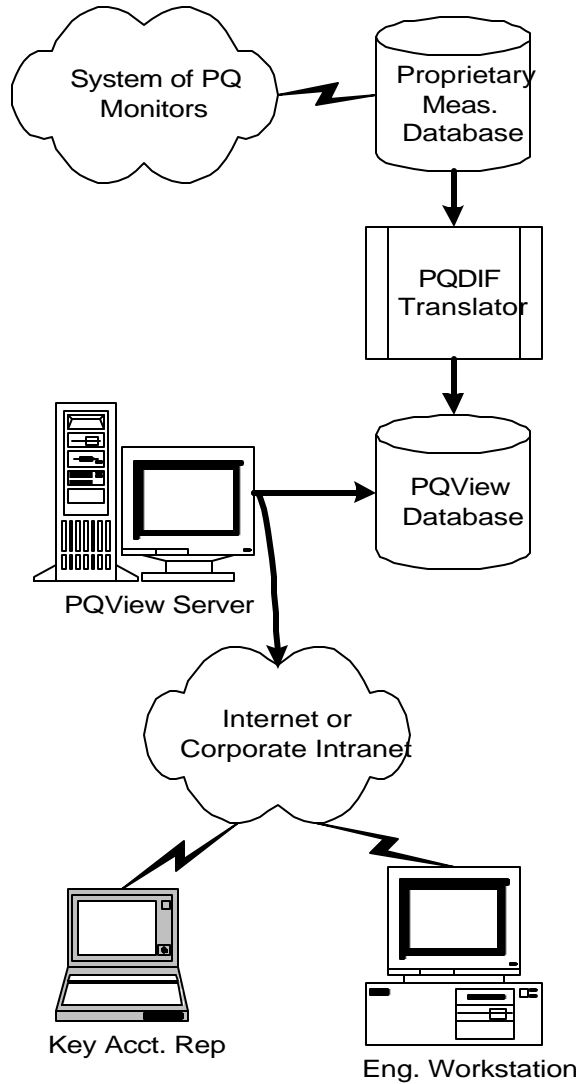 System of PQ
Monitors
Proprietary
Meas.
Database
PQDIF
Translator
PQView
Database
PQView Server
Internet or
Corporate Intranet
Key Acct. Rep
Eng. Workstation